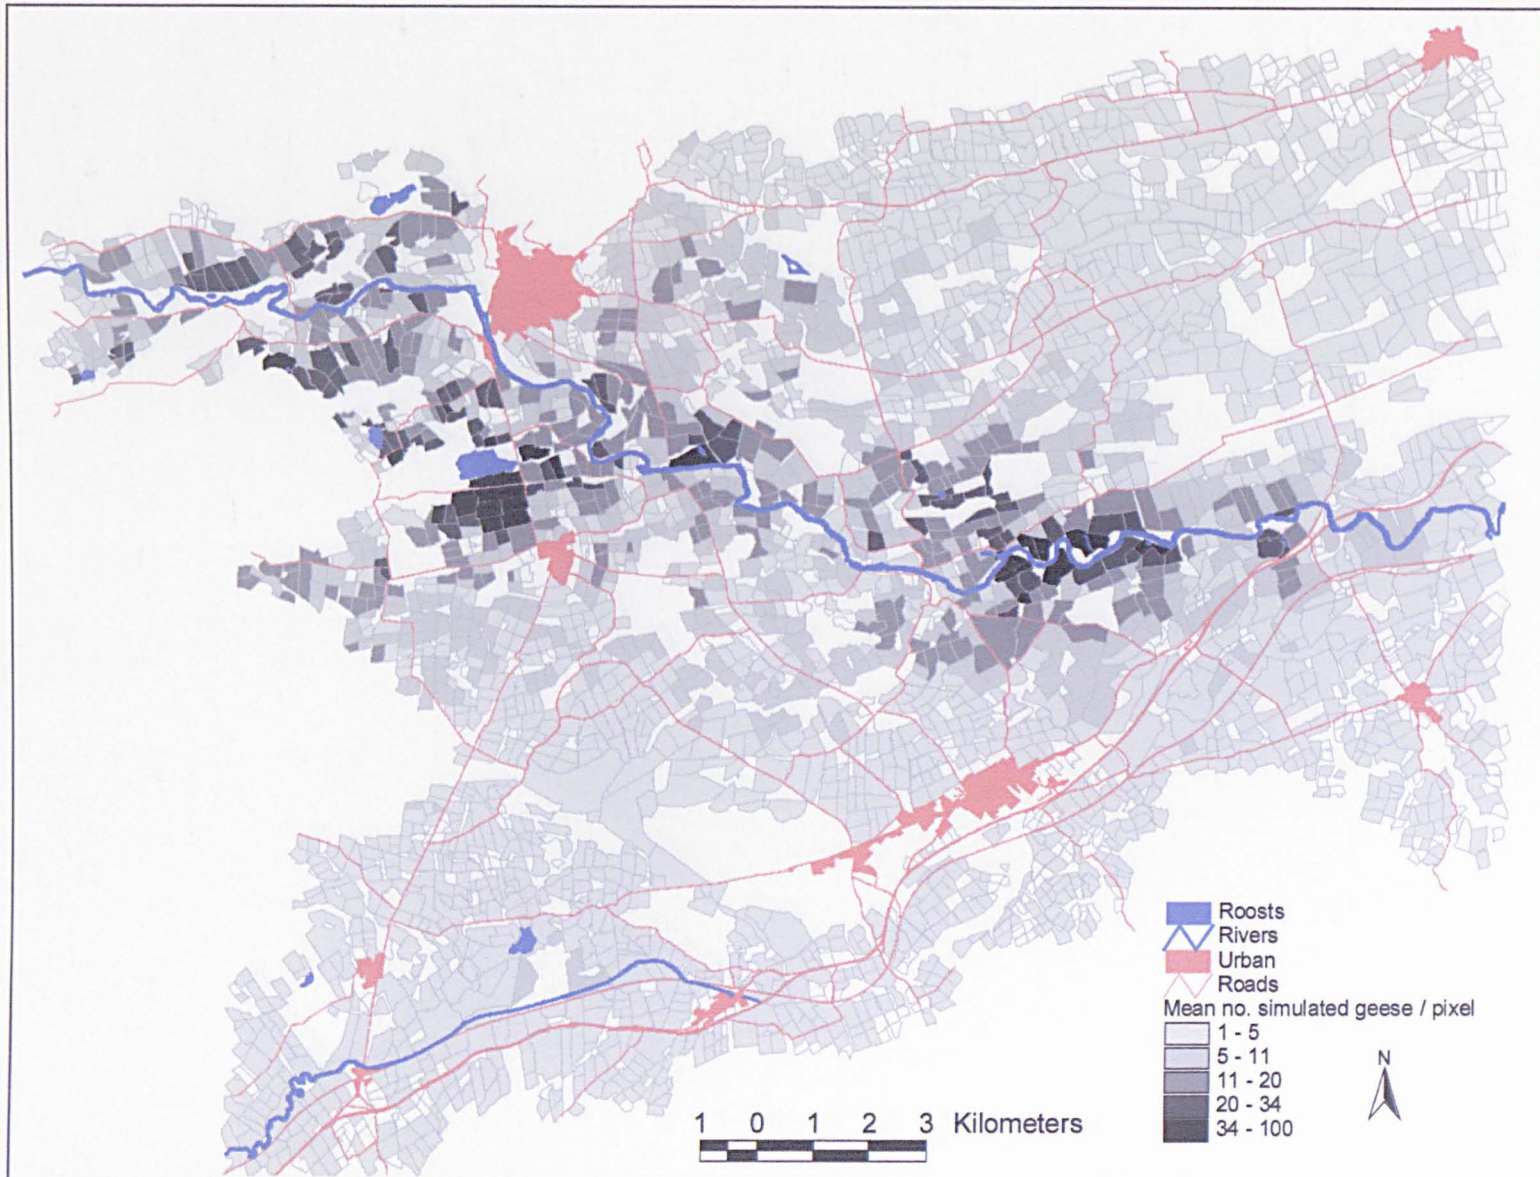 Roosts
Rivers
Urban
Roads
Mean no. simulated geese / pixel
1 - 5
5 - 11
11 - 20
20 - 34
34 - 100
N
1 0 1 2 3 Kilometers